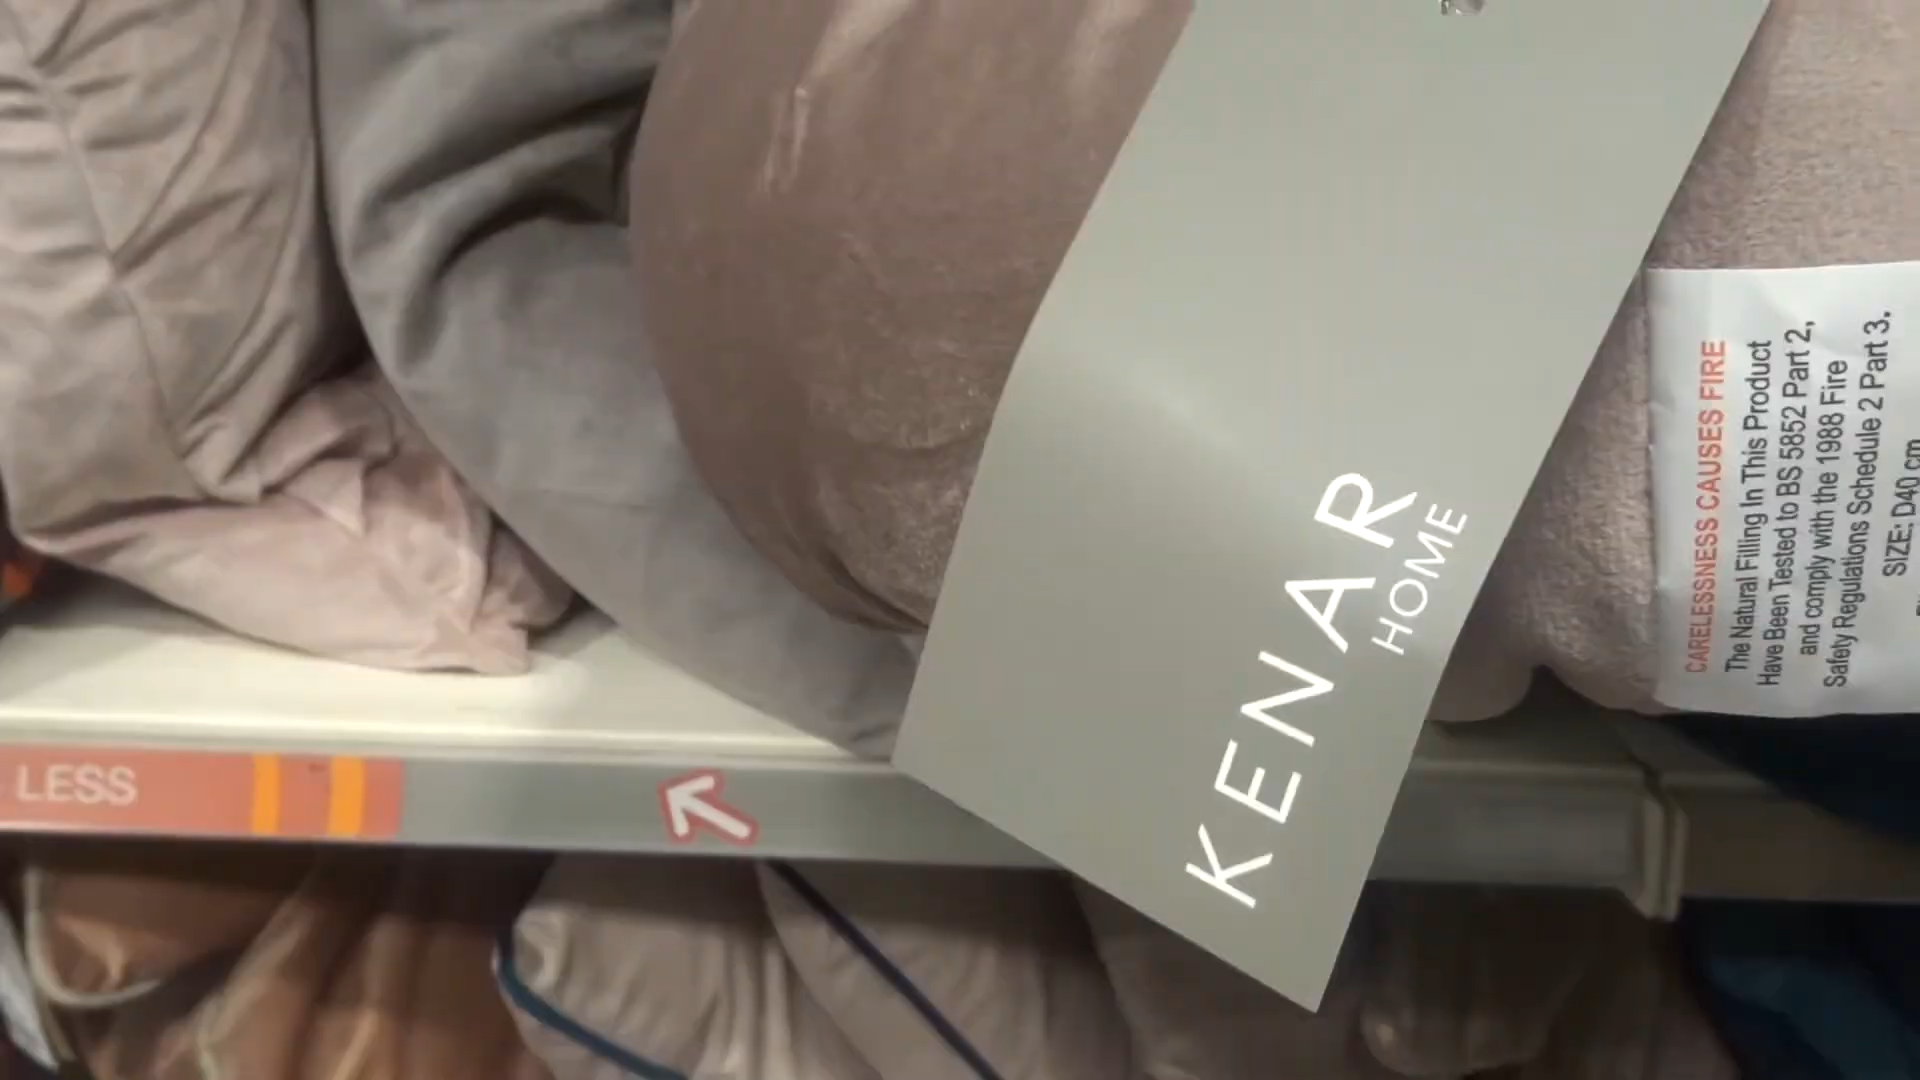 KENAR
HOME
CARELESSNESS CAUSES FIRE
The Natural Filling In This Product
Have Been Tested to BS 5852 Part 2,
and comply with the 1988 Fire
Safety Regulations Schedule 2 Part 3.
SIZE: D40 cm
LESS